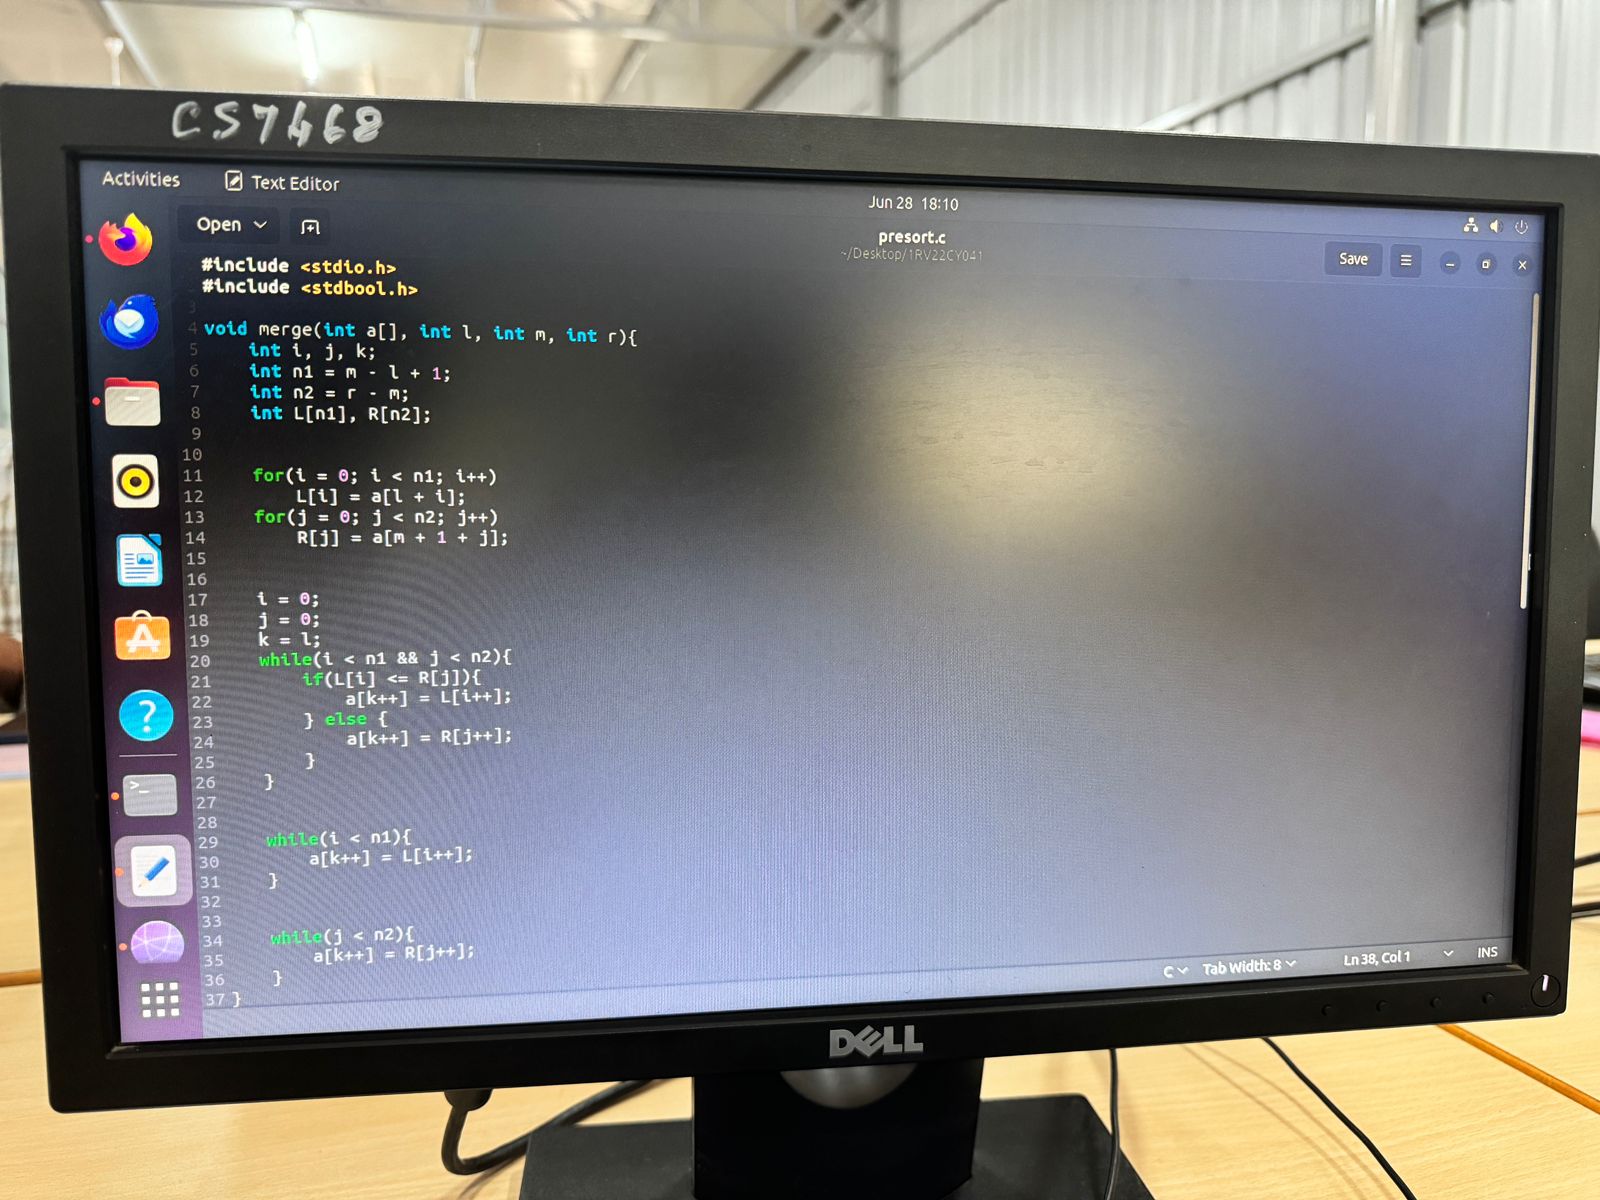 CS7468
Activities
Text Editor
Jun 28 18:10
Open
presort.c
~/Desktop/1RV22CY041
Save
#include <stdio.h>
#include <stdbool.h>
3
4 void merge(int a[], int l, int m, int r){
5     int i, j, k;
6     int n1 = m - l + 1;
7     int n2 = r - m;
8     int L[n1], R[n2];
9
10
11     for(i = 0; i < n1; i++)
12         L[i] = a[l + i];
13     for(j = 0; j < n2; j++)
14         R[j] = a[m + 1 + j];
15
16
17     i = 0;
18     j = 0;
19     k = l;
20     while(i < n1 && j < n2){
21         if(L[i] <= R[j]){
22             a[k++] = L[i++];
23         } else {
24             a[k++] = R[j++];
25         }
26     }
27
28
29     while(i < n1){
30         a[k++] = L[i++];
31     }
32
33
34     while(j < n2){
35         a[k++] = R[j++];
36     }
37 }
C
Tab Width: 8
Ln 38, Col 1
INS
DELL